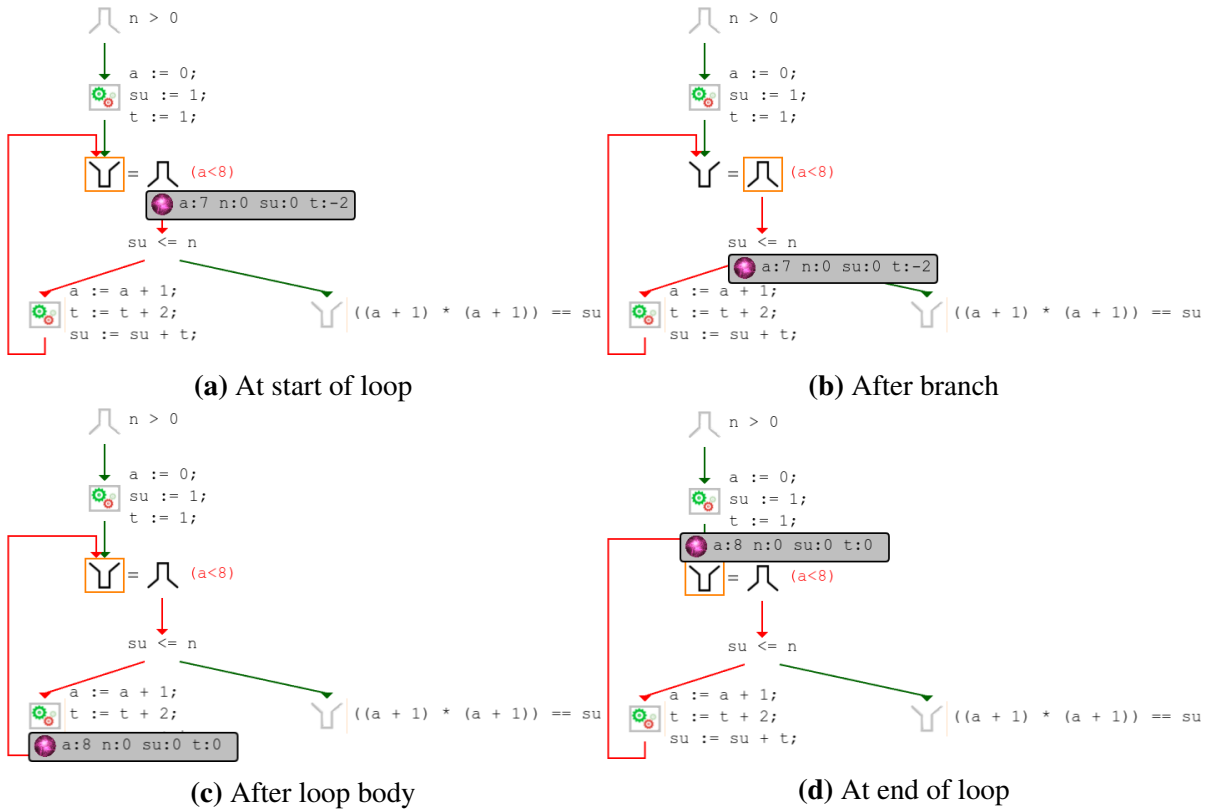 n > 0
a := 0;
su := 1;
t := 1;
= (a<8)
a:7 n:0 su:0 t:-2
su <= n
a := a + 1;
t := t + 2;
su := su + t;
((a + 1) * (a + 1)) == su
(a) At start of loop
n > 0
a := 0;
su := 1;
t := 1;
= (a<8)
su <= n
a:7 n:0 su:0 t:-2
a := a + 1;
t := t + 2;
su := su + t;
((a + 1) * (a + 1)) == su
(b) After branch
n > 0
a := 0;
su := 1;
t := 1;
= (a<8)
su <= n
a := a + 1;
t := t + 2;
a:8 n:0 su:0 t:0
((a + 1) * (a + 1)) == su
(c) After loop body
n > 0
a := 0;
su := 1;
t := 1;
a:8 n:0 su:0 t:0
= (a<8)
su <= n
a := a + 1;
t := t + 2;
su := su + t;
((a + 1) * (a + 1)) == su
(d) At end of loop